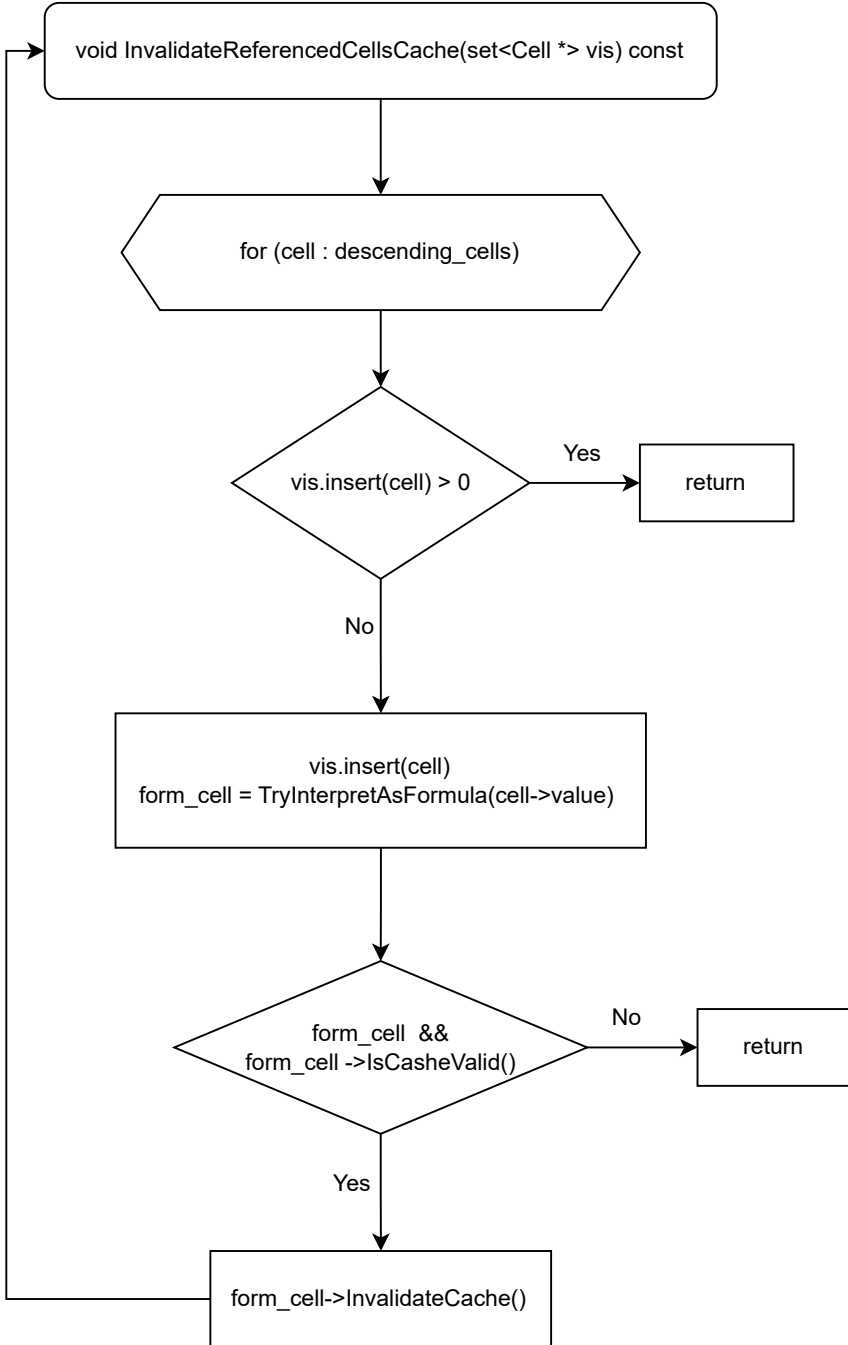 void InvalidateReferencedCellsCache(set<Cell *> vis) const
for (cell : descending_cells)
vis.insert(cell) > 0
Yes
return
No
vis.insert(cell)
form_cell = TryInterpretAsFormula(cell->value)
form_cell  &&
form_cell ->IsCasheValid()
No
return
Yes
form_cell->InvalidateCache()